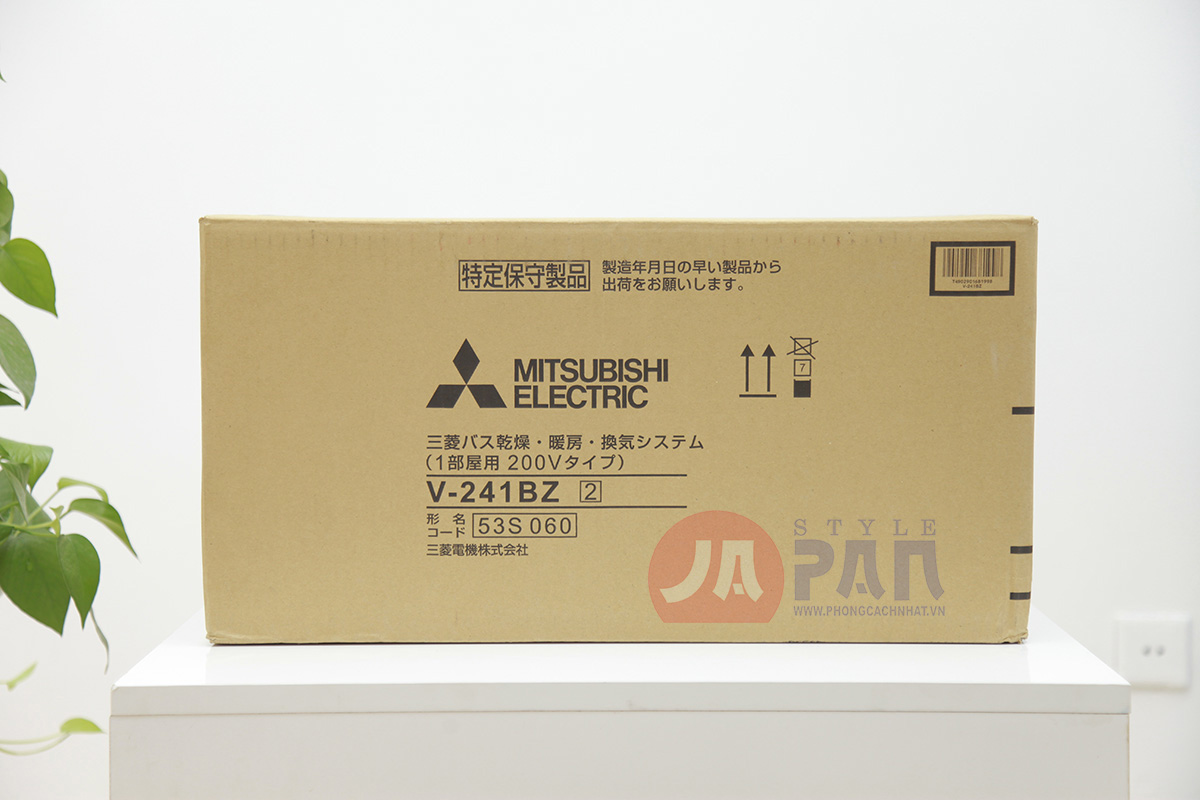 特定保守製品
製造年月日の早い製品から
出荷をお願いします。
V-241BZ
MITSUBISHI
ELECTRIC
7
三菱バス乾燥・暖房・換気システム
(1部屋用 200Vタイプ)
V-241BZ 2
形名
コード 53S 060
三菱電機株式会社
STYLE
JAPAN
WWW.PHONGCACHNHAT.VN